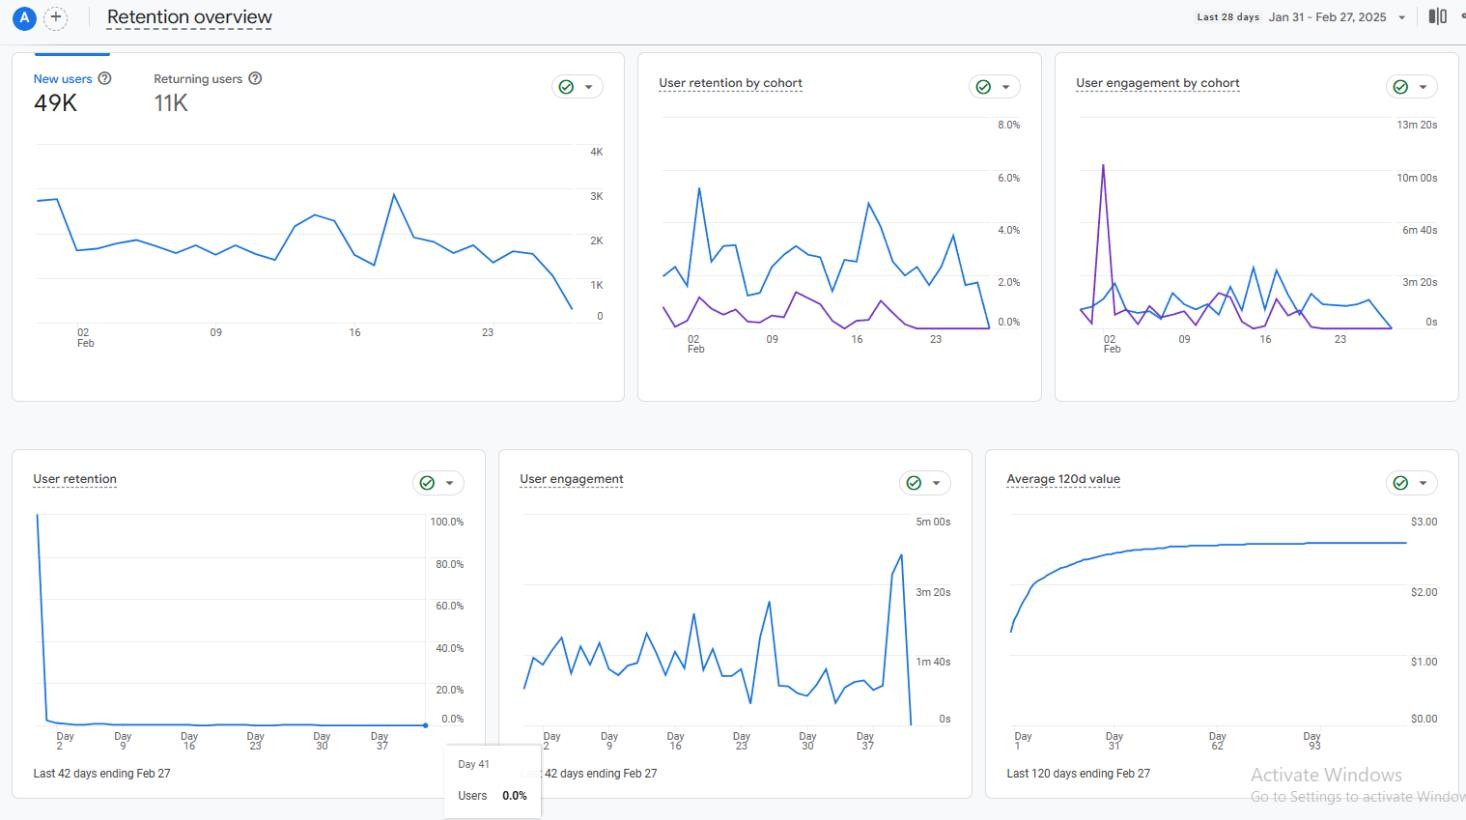 A
+
Retention overview
Last 28 days Jan 31 - Feb 27, 2025
New users
49K
Returning users
11K
4K
3K
2K
1K
0
02
Feb
09
16
23
User retention by cohort
8.0%
6.0%
4.0%
2.0%
0.0%
02
Feb
09
16
23
User engagement by cohort
13m 20s
10m 00s
6m 40s
3m 20s
0s
02
Feb
09
16
23
User retention
100.0%
80.0%
60.0%
40.0%
20.0%
0.0%
Day
2
Day
9
Day
16
Day
23
Day
30
Day
37
Last 42 days ending Feb 27
Day 41
Users 0.0%
User engagement
5m 00s
3m 20s
1m 40s
0s
Day
2
Day
9
Day
16
Day
23
Day
30
Day
37
42 days ending Feb 27
Average 120d value
$3.00
$2.00
$1.00
$0.00
Day
1
Day
31
Day
62
Day
93
Last 120 days ending Feb 27
Activate Windows
Go to Settings to activate Window